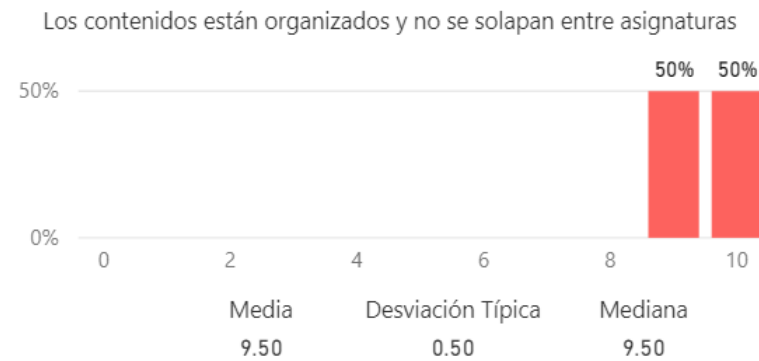 Los contenidos están organizados y no se solapan entre asignaturas
50% 50%
50%
0%
0 2 4 6 8 10
Media Desviación Típica Mediana
9.50 0.50 9.50